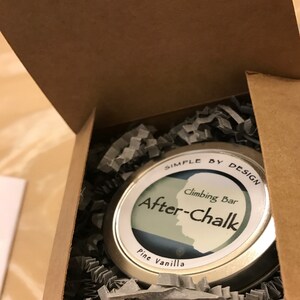 SIMPLE BY DESIGN
Climbing Bar
After-Chalk
Pine Vanilla